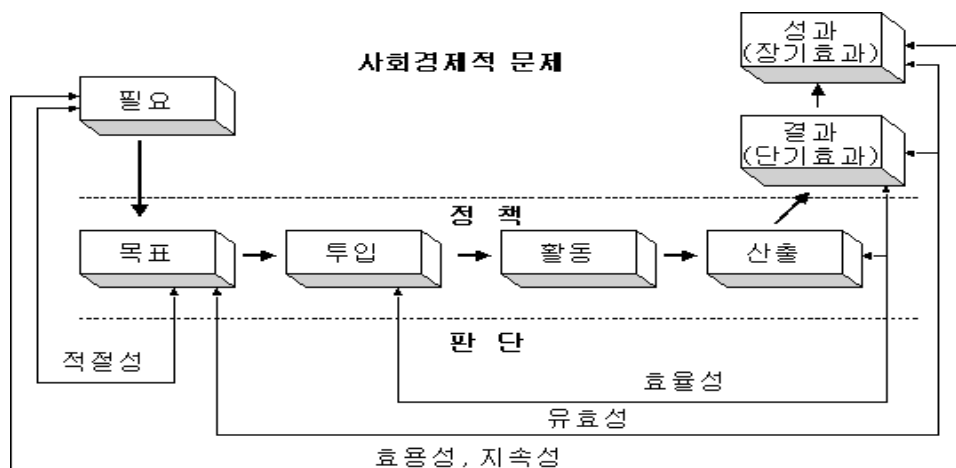 성과
(장기효과)
사회경제적 문제
필요
결과
(단기효과)
정 책
목표
투입
활동
산출
판 단
적절성
효율성
유효성
효용성, 지속성